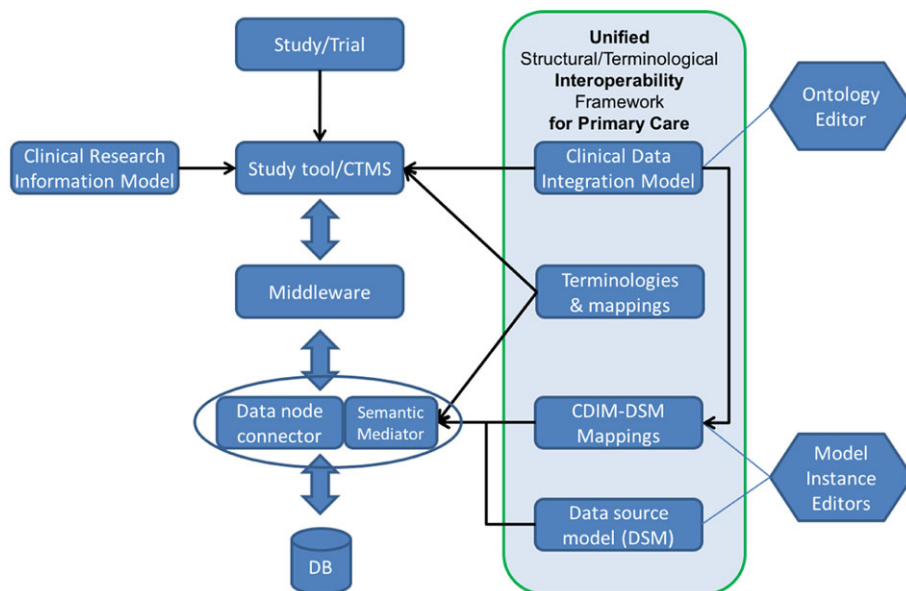 Study/Trial
Unified
Structural/Terminological
Interoperability
Framework
for Primary Care
Ontology
Editor
Clinical Research
Information Model
Study tool/CTMS
Clinical Data
Integration Model
Middleware
Terminologies
& mappings
Data node
connector
Semantic
Mediator
CDIM-DSM
Mappings
Model
Instance
Editors
Data source
model (DSM)
DB